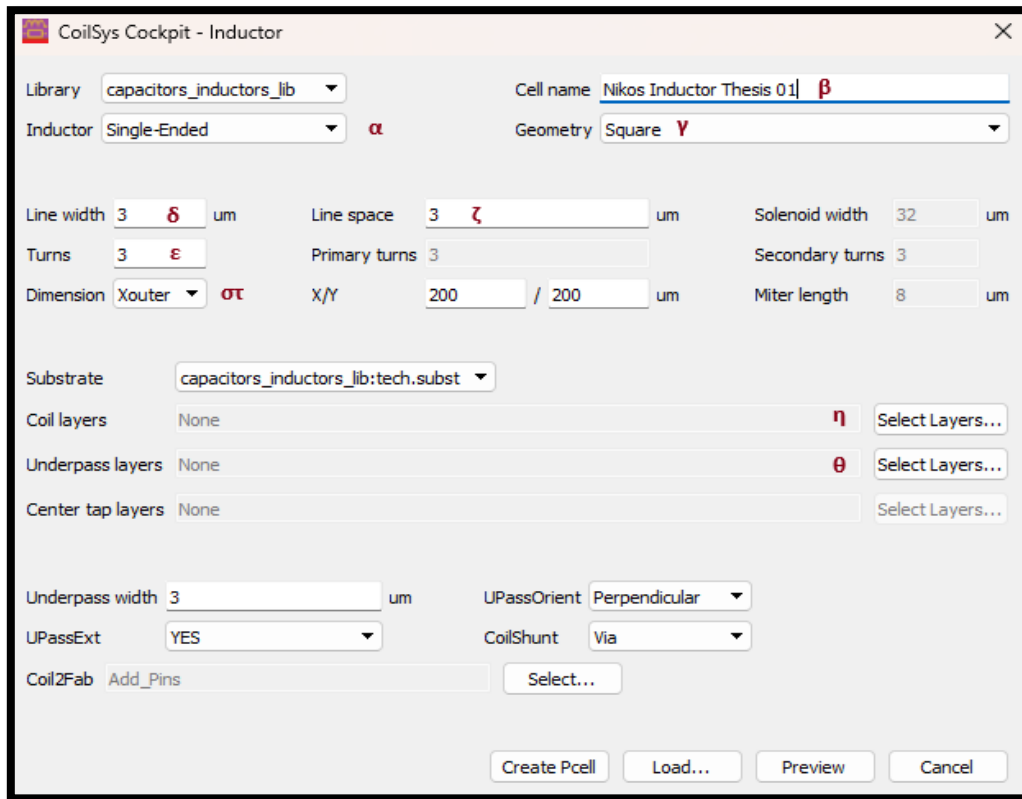 CoilSys Cockpit - Inductor
Library capacitors_inductors_lib Cell name Nikos Inductor Thesis 01 β
Inductor Single-Ended α Geometry Square γ
Line width 3 δ um Line space 3 ζ um Solenoid width 32 um
Turns 3 ε Primary turns 3 Secondary turns 3
Dimension Xouter στ X/Y 200 / 200 um Miter length 8 um
Substrate capacitors_inductors_lib:tech.subst
Coil layers None η Select Layers...
Underpass layers None θ Select Layers...
Center tap layers None Select Layers...
Underpass width 3 um UPassOrient Perpendicular
UPassExt YES CoilShunt Via
Coil2Fab Add_Pins Select...
Create Pcell Load... Preview Cancel